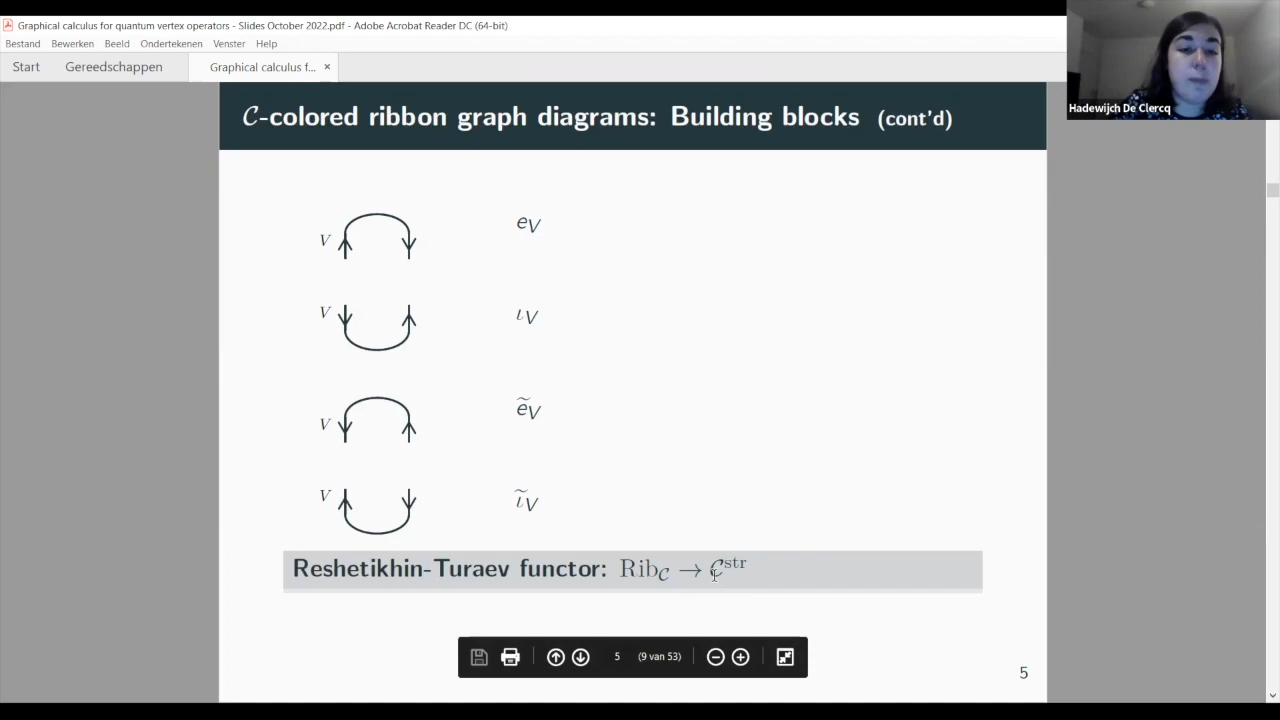 Graphical calculus for quantum vertex operators - Slides October 2022.pdf - Adobe Acrobat Reader DC (64-bit)
Bestand Bewerken Beeld Ondertekenen Venster Help
Start Gereedschappen Graphical calculus f... ×
Hadewijch De Clercq
𝒞-colored ribbon graph diagrams: Building blocks (cont'd)
V e_V
V ι_V
V ẽ_V
V ι̃_V
Reshetikhin-Turaev functor: Rib_𝒞 → 𝒞^str
5 (9 van 53)
5